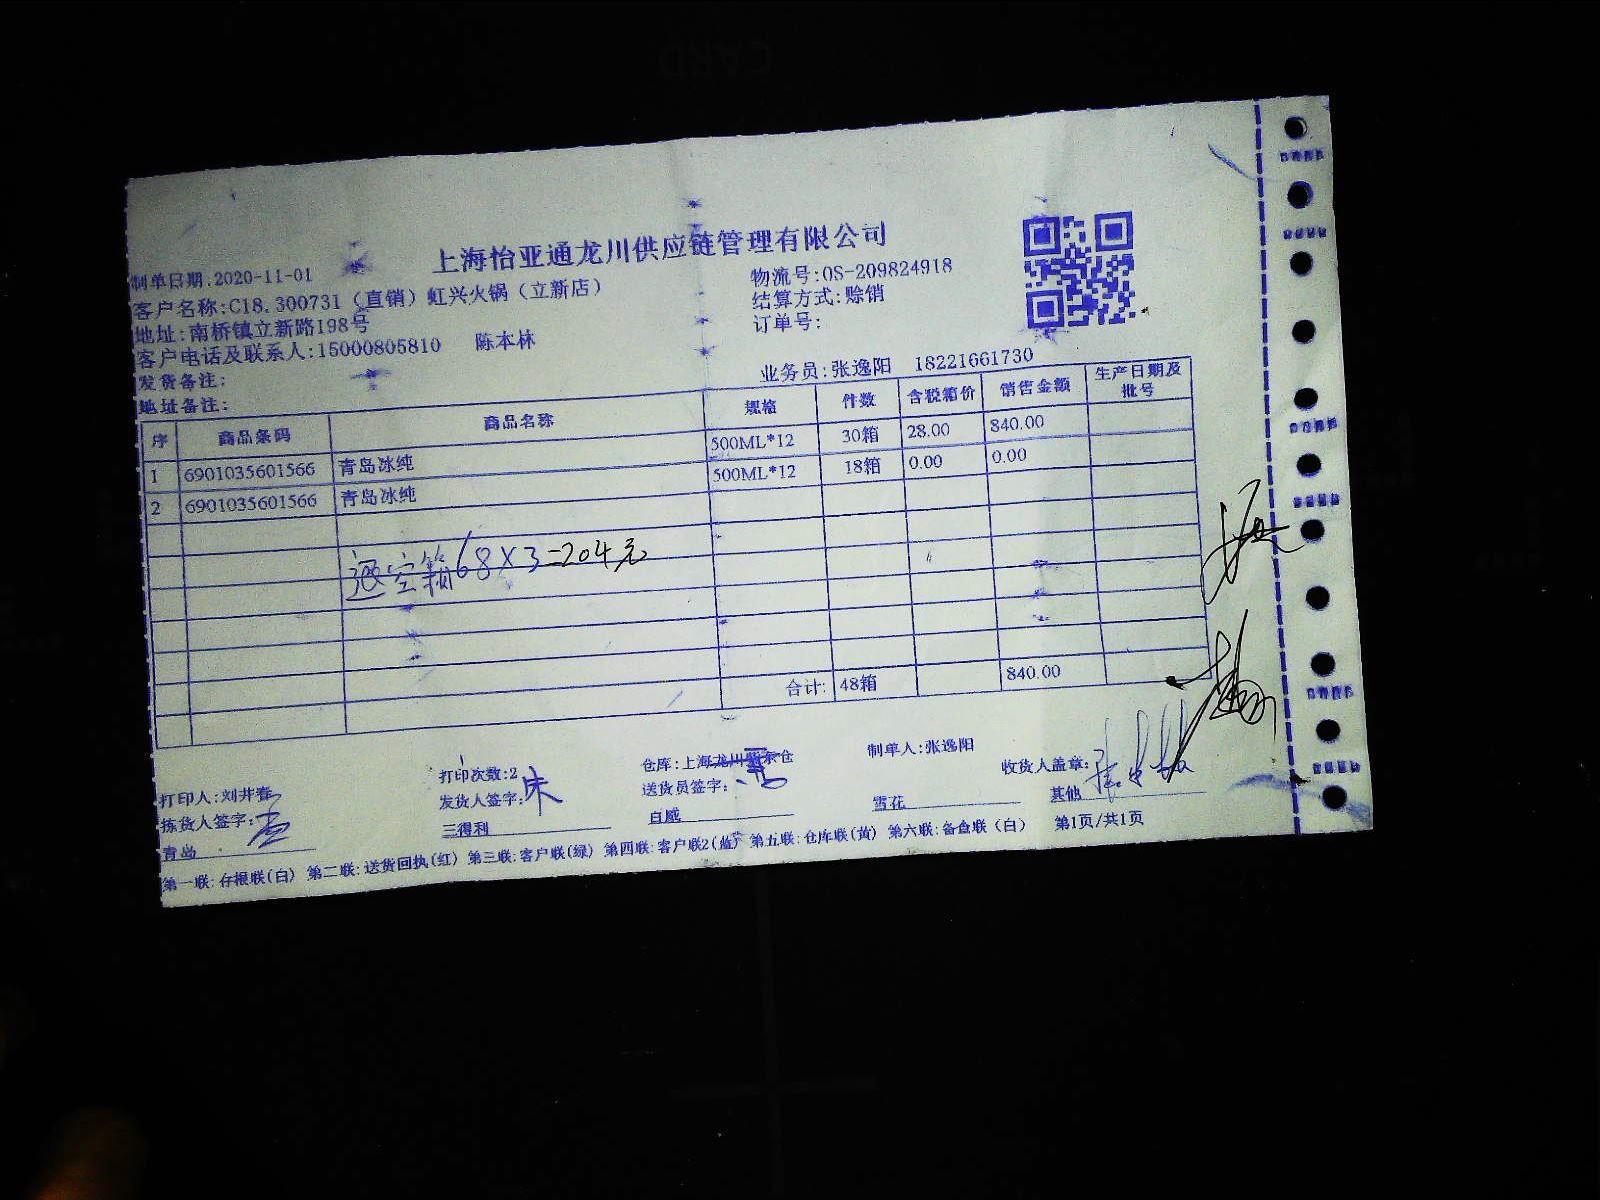 上海怡亚通龙川供应链管理有限公司
制单日期:2020-11-01
物流号:OS-209824918
客户名称:C18.300731（直销）虹兴火锅（立新店）
结算方式:赊销
地址:南桥镇立新路198号
订单号:
客户电话及联系人:15000805810 陈本林
业务员:张逸阳 18221661730
发货备注:
地址备注:
序 商品条码 商品名称 规格 件数 含税箱价 销售金额 生产日期及批号
1 6901035601566 青岛冰纯 500ML*12 30箱 28.00 840.00
2 6901035601566 青岛冰纯 500ML*12 18箱 0.00 0.00
退空箱68X3=204元
合计: 48箱 840.00
打印人:刘井春 打印次数:2 仓库:上海龙川 仓 制单人:张逸阳 收货人盖章:
拣货人签字: 发货人签字:朱 送货员签字:
青岛 三得利 百威 雪花 其他
第一联:存根联(白) 第二联:送货回执(红) 第三联:客户联(绿) 第四联:客户联2(蓝) 第五联:仓库联(黄) 第六联:备盘联（白） 第1页/共1页